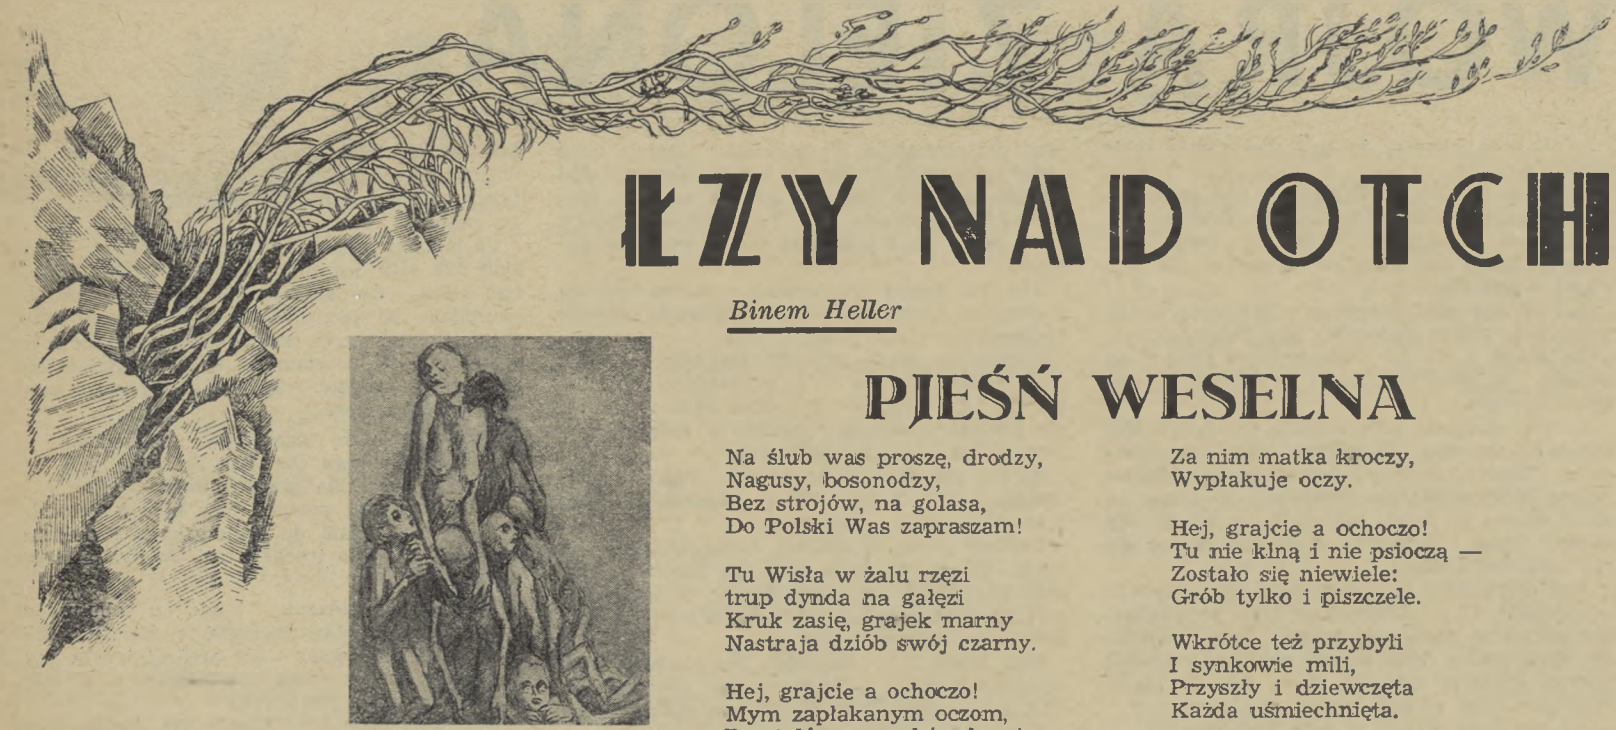 ŁZY NAD OTCH
Binem Heller
PIEŚŃ WESELNA
Na ślub was proszę, drodzy,
Nagusy, bosonodzy,
Bez strojów, na golasa,
Do Polski Was zapraszam!
Tu Wisła w żalu rzęzi
trup dynda na gałęzi
Kruk zasię, grajek marny
Nastraja dziób swój czarny.
Hej, grajcie a ochoczo!
Mym zapłakanym oczom,
Za nim matka kroczy,
Wypłakuje oczy.
Hej, grajcie a ochoczo!
Tu nie klną i nie psioczą —
Zostało się niewiele:
Grób tylko i piszczele.
Wkrótce też przybyli
I synkowie mili,
Przyszły i dziewczęta
Każda uśmiechnięta.